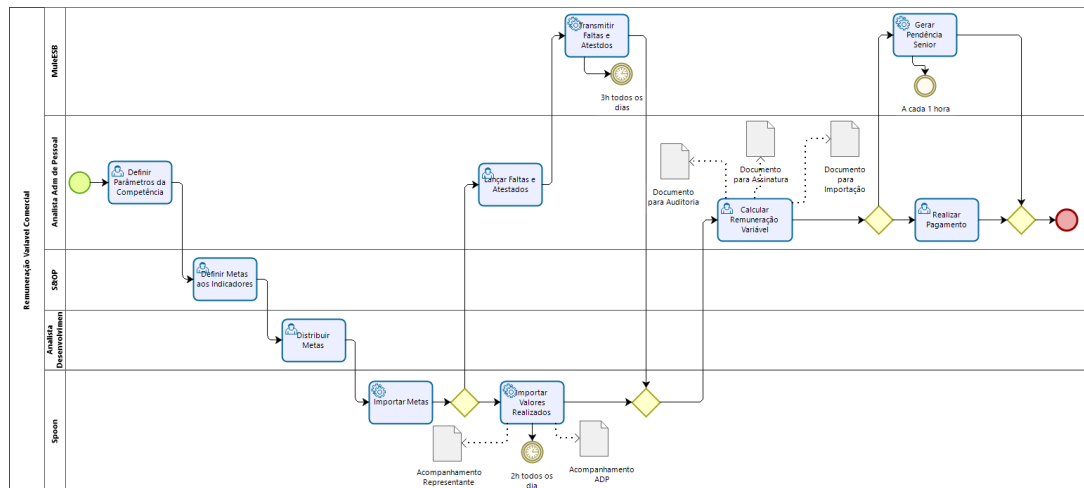 Remuneração Variavel Comercial
MuleESB
Transmitir
Faltas e
Atestdos
3h todos os
dias
Gerar
Pendência
Senior
A cada 1 hora
Analista Adm de Pessoal
Definir
Parâmetros da
Competência
Lançar Faltas e
Atestados
Documento
para Auditoria
Documento
para Assinatura
Documento
para
Importação
Calcular
Remuneração
Variável
Realizar
Pagamento
S&OP
Definir Metas
aos Indicadores
Analista
Desenvolvimen
Distribuir
Metas
Spoon
Importar Metas
Importar
Valores
Realizados
Acompanhamento
Representante
2h todos os
dia
Acompanhamento
ADP